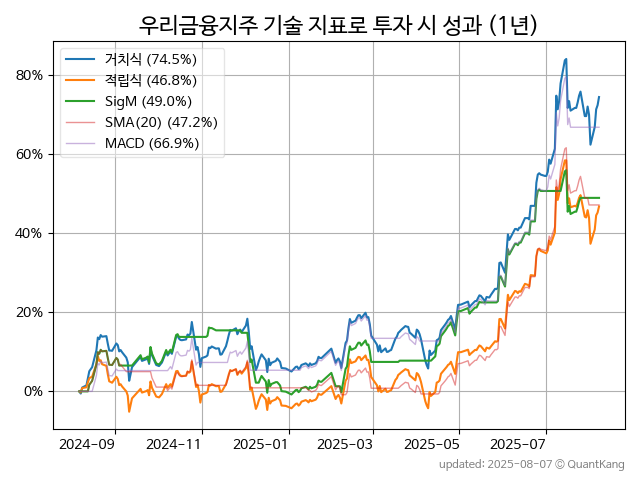 우리금융지주 기술 지표로 투자 시 성과 (1년)
거치식 (74.5%)
적립식 (46.8%)
SigM (49.0%)
SMA(20) (47.2%)
MACD (66.9%)
80%
60%
40%
20%
0%
2024-09 2024-11 2025-01 2025-03 2025-05 2025-07
updated: 2025-08-07 © QuantKang